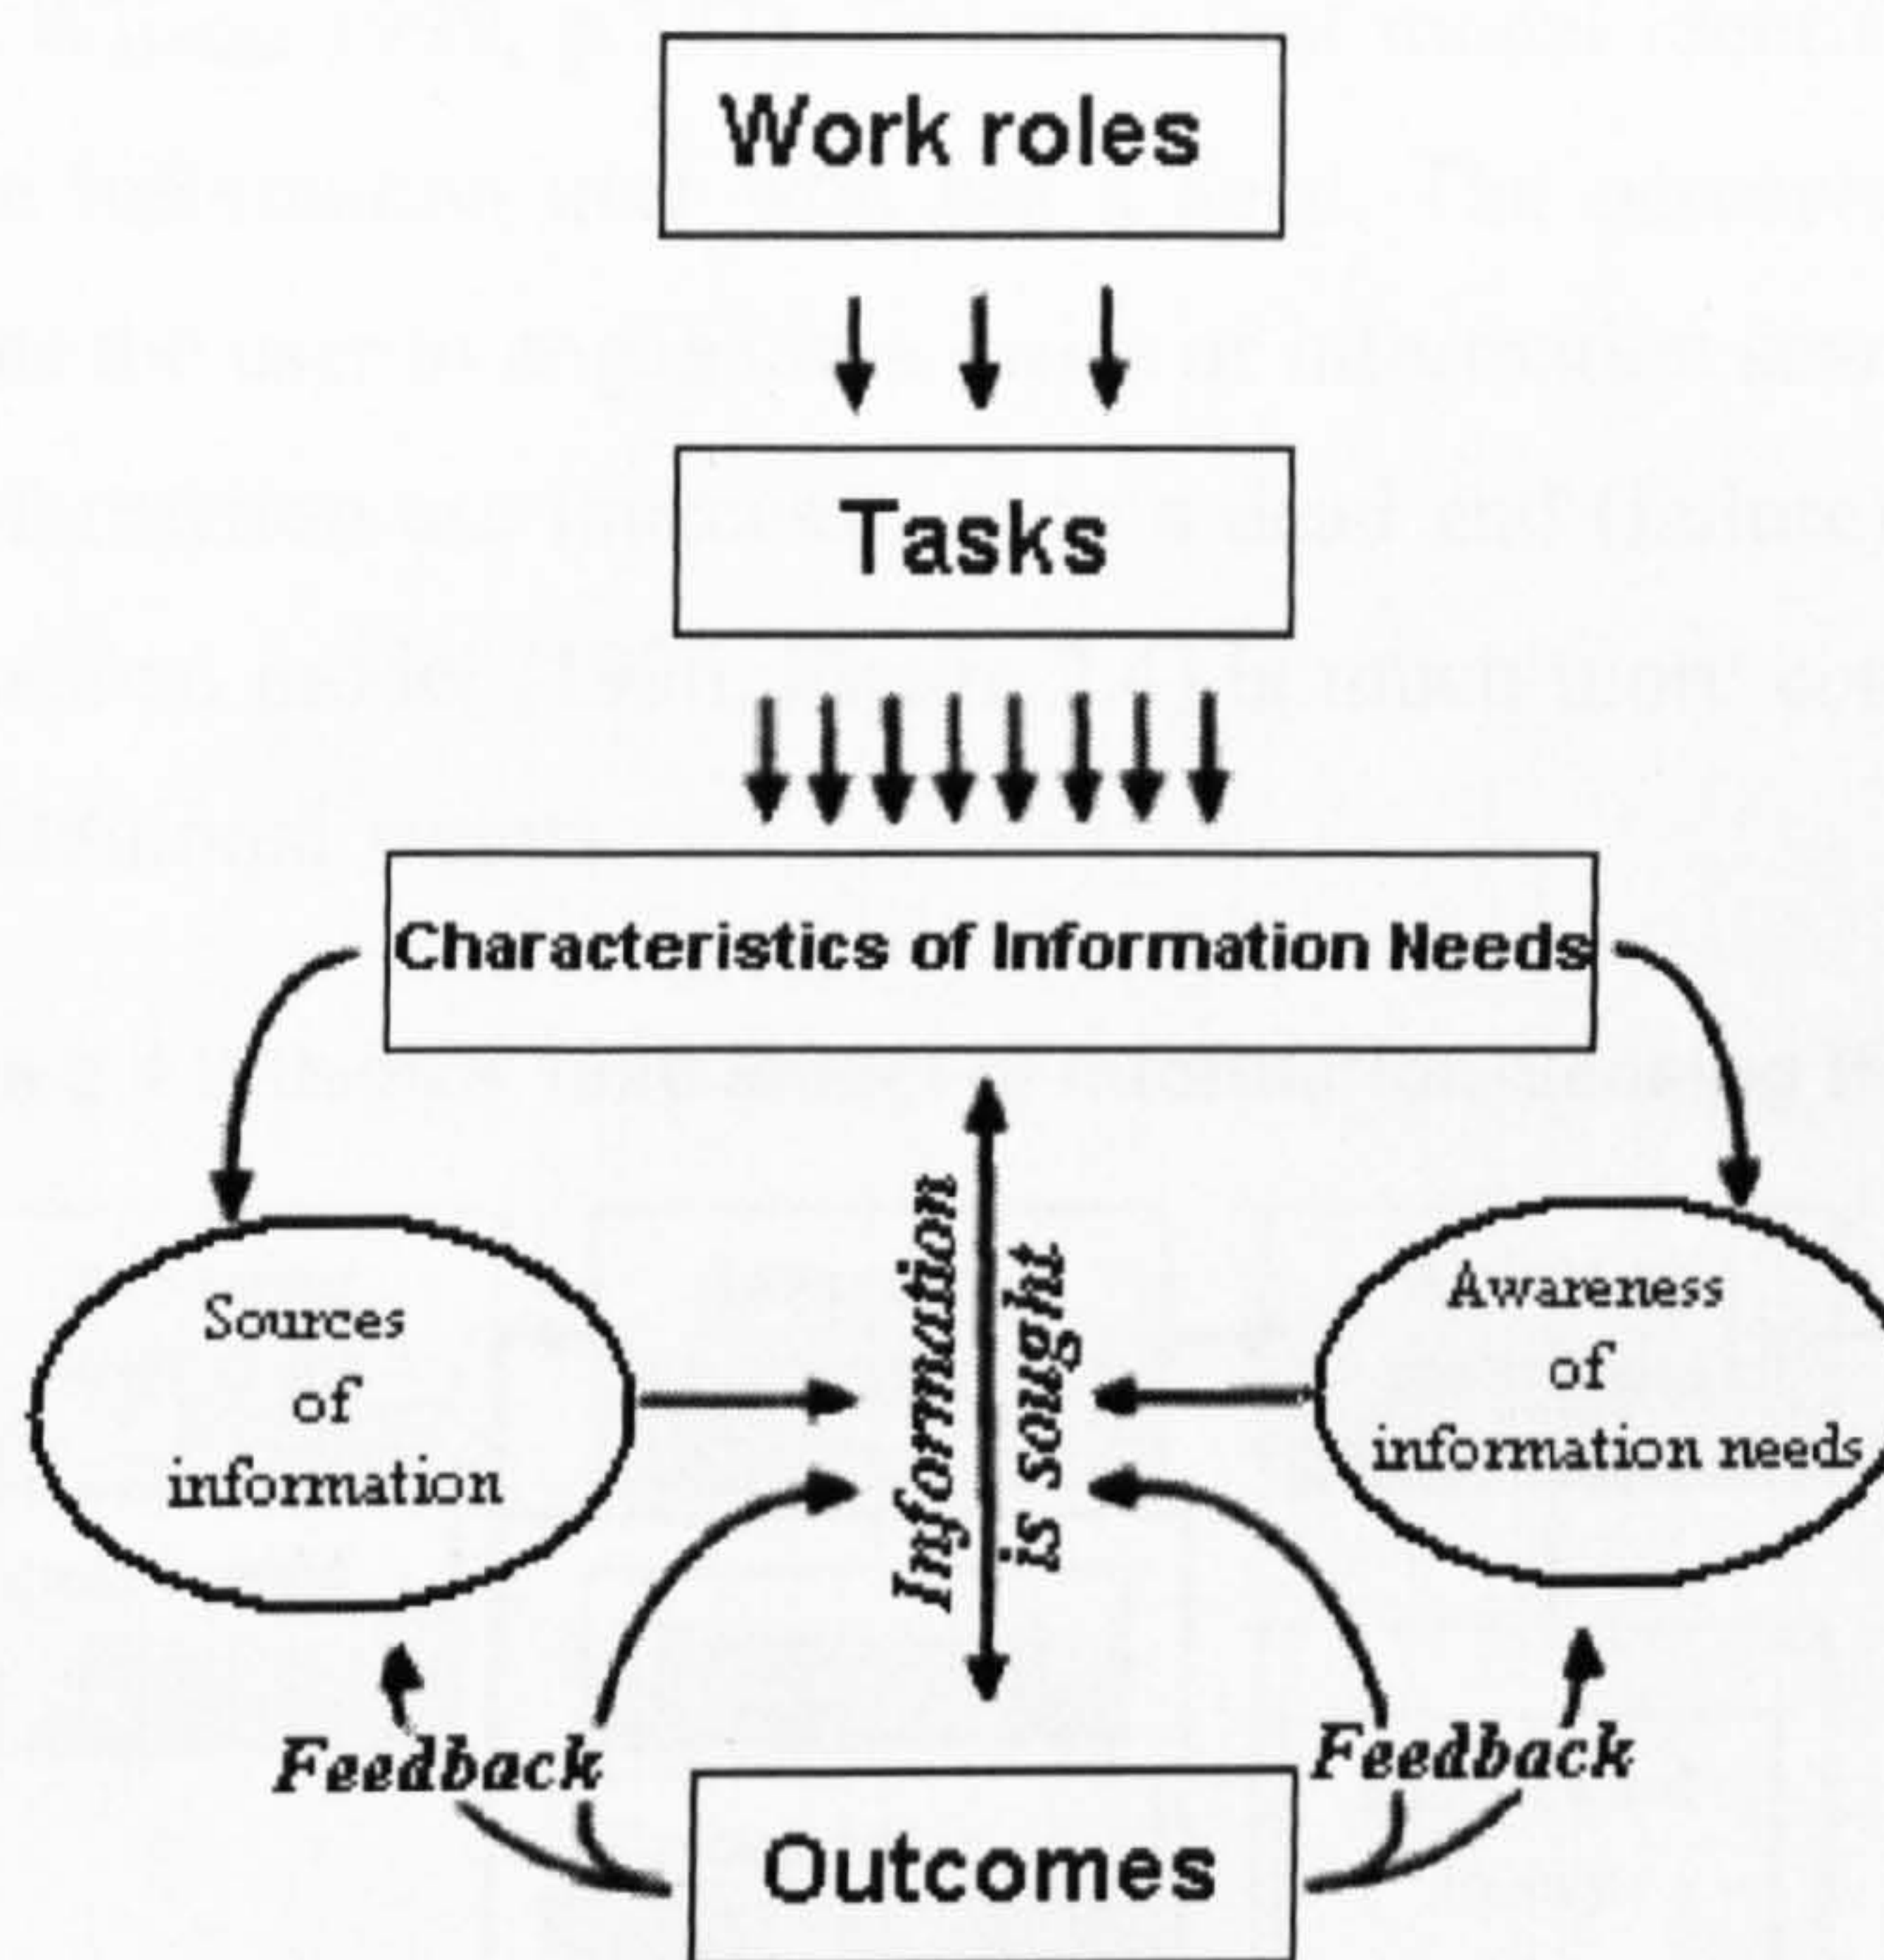 Work roles
Tasks
Characteristics of Information Needs
Sources
of
information
Information
is sought
Awareness
of
information needs
Feedback
Feedback
Outcomes